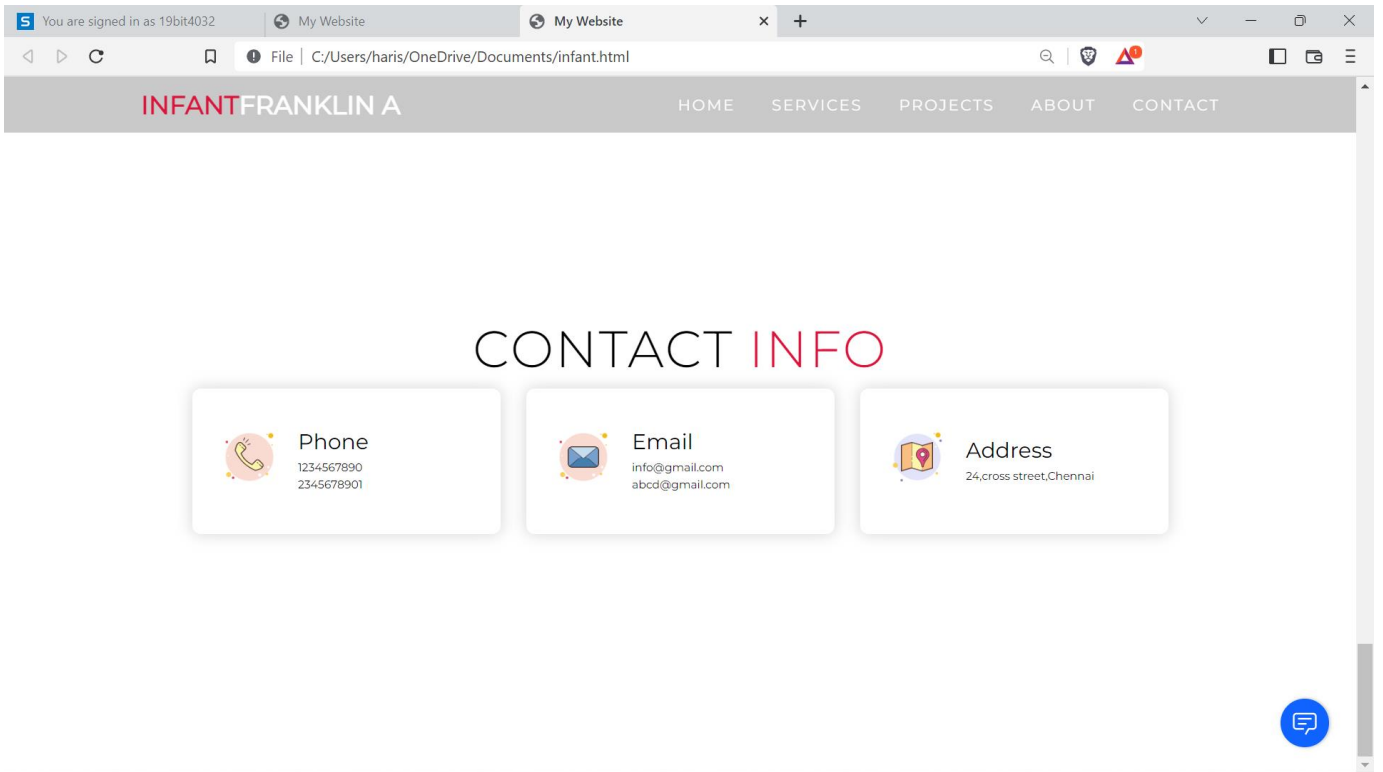 You are signed in as 19bit4032 My Website My Website
File C:/Users/haris/OneDrive/Documents/infant.html 1
INFANTFRANKLIN A HOME SERVICES PROJECTS ABOUT CONTACT
CONTACT INFO
Phone
1234567890
2345678901
Email
info@gmail.com
abcd@gmail.com
Address
24,cross street,Chennai